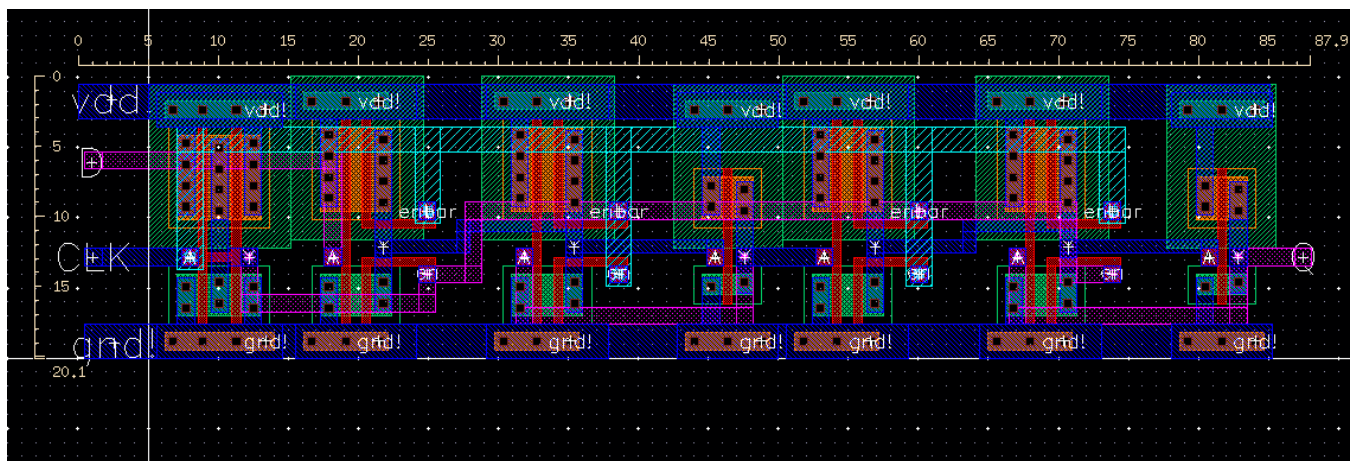 0 5 10 15 20 25 30 35 40 45 50 55 60 65 70 75 80 85 87.9
0
vdd! vdd! vdd! vdd! vdd! vdd! vdd! vdd!
5
D
10
enbar enbar enbar enbar
Y Y Y Y
CLK A Y A A A Y A A A Y Q
en en en en en
15
gnd! gnd! gnd! gnd! gnd! gnd! gnd! gnd!
20.1